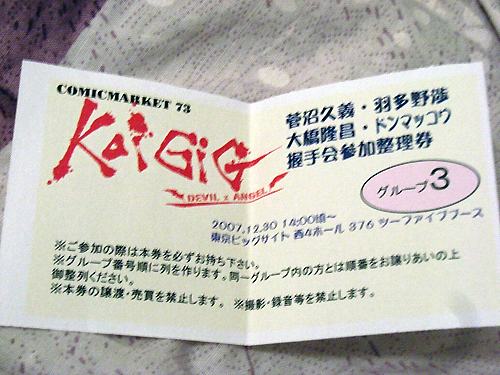 COMICMARKET 73
KaiGiG
DEVIL x ANGEL
菅沼久義・羽多野渉
大橋隆昌・ドンマッコウ
握手会参加整理券
グループ3
2007.12.30 14:00頃～
東京ビッグサイト 西4ホール 376 ツーファイブブース
※ご参加の際は本券を必ずお持ち下さい。
※グループ番号順に列を作ります。同一グループ内の方とは順番をお譲りあいの上
御整列ください。
※本券の譲渡・売買を禁止します。 ※撮影・録音等を禁止します。